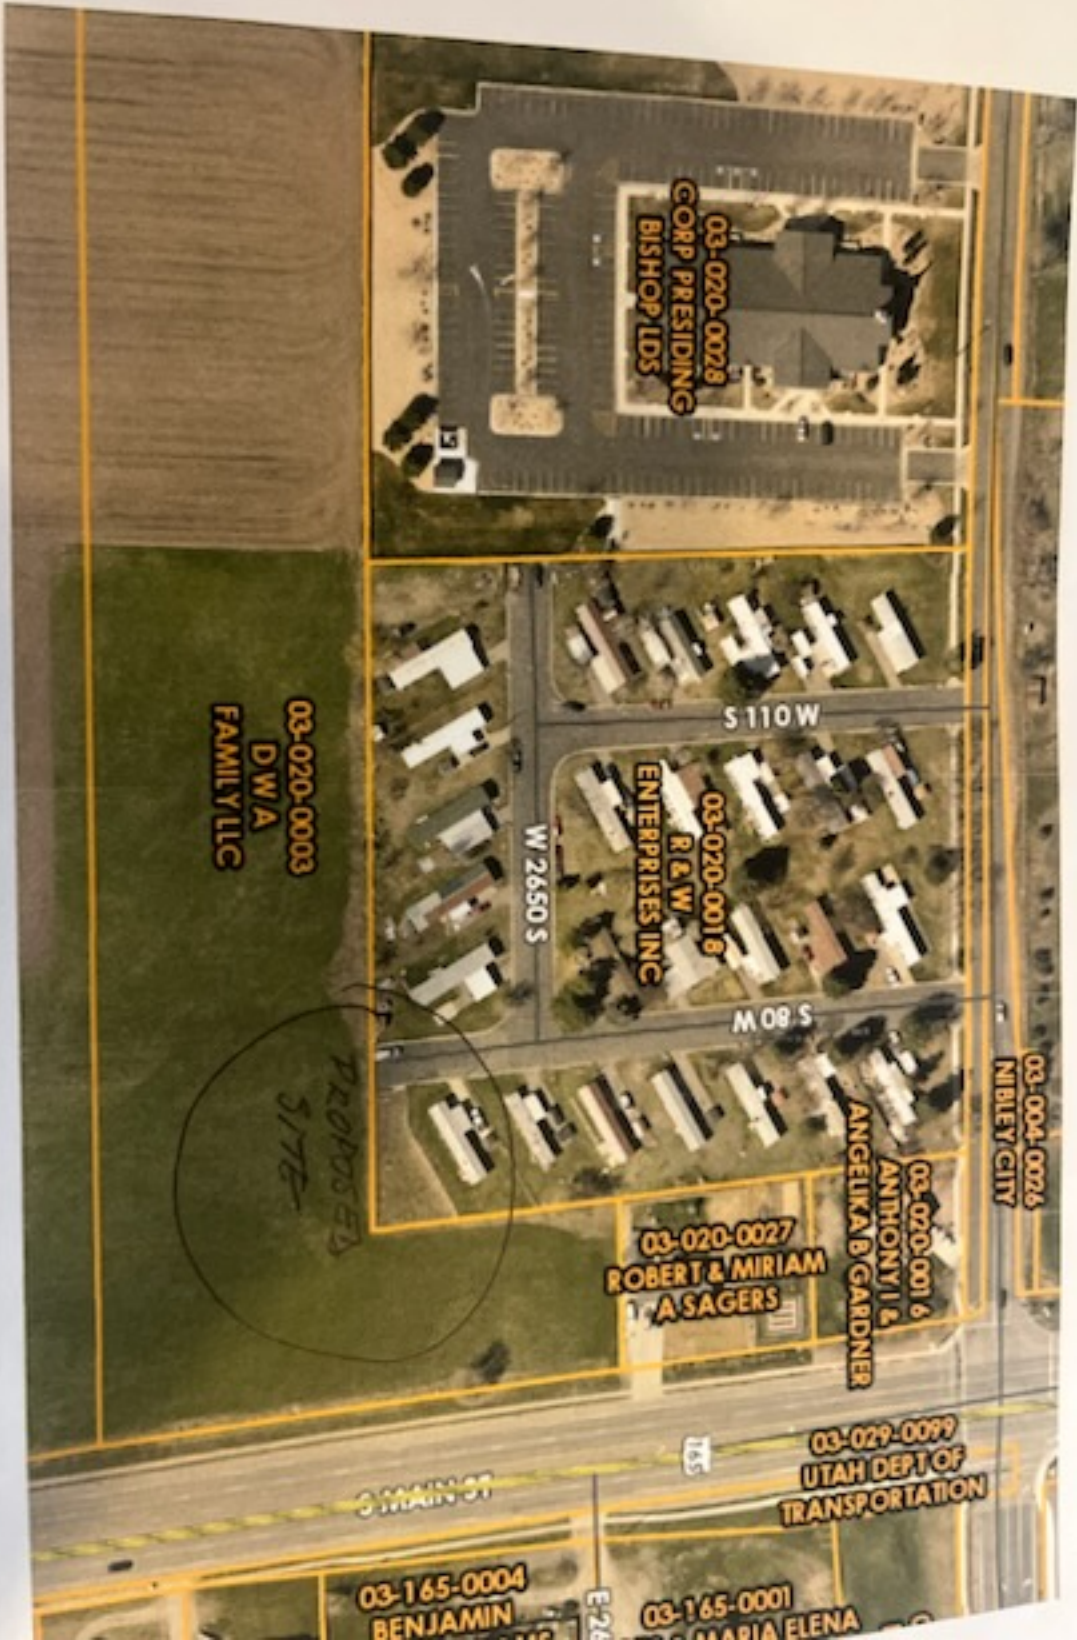 03-020-0028
CORP PRESIDING
BISHOP LDS
03-004-0026
NIBLEY CITY
S 110 W
03-020-0018
R & W
ENTERPRISES INC
W 2650 S
S 80 W
03-020-0016
ANTHONY I &
ANGELIKA B GARDNER
03-020-0027
ROBERT & MIRIAM
A SAGERS
03-020-0003
D W A
FAMILY LLC
PROPOSED
SITE
03-029-0099
UTAH DEPT OF
TRANSPORTATION
165
S MAIN ST
E 26
03-165-0004
BENJAMIN
03-165-0001
MARIA ELENA